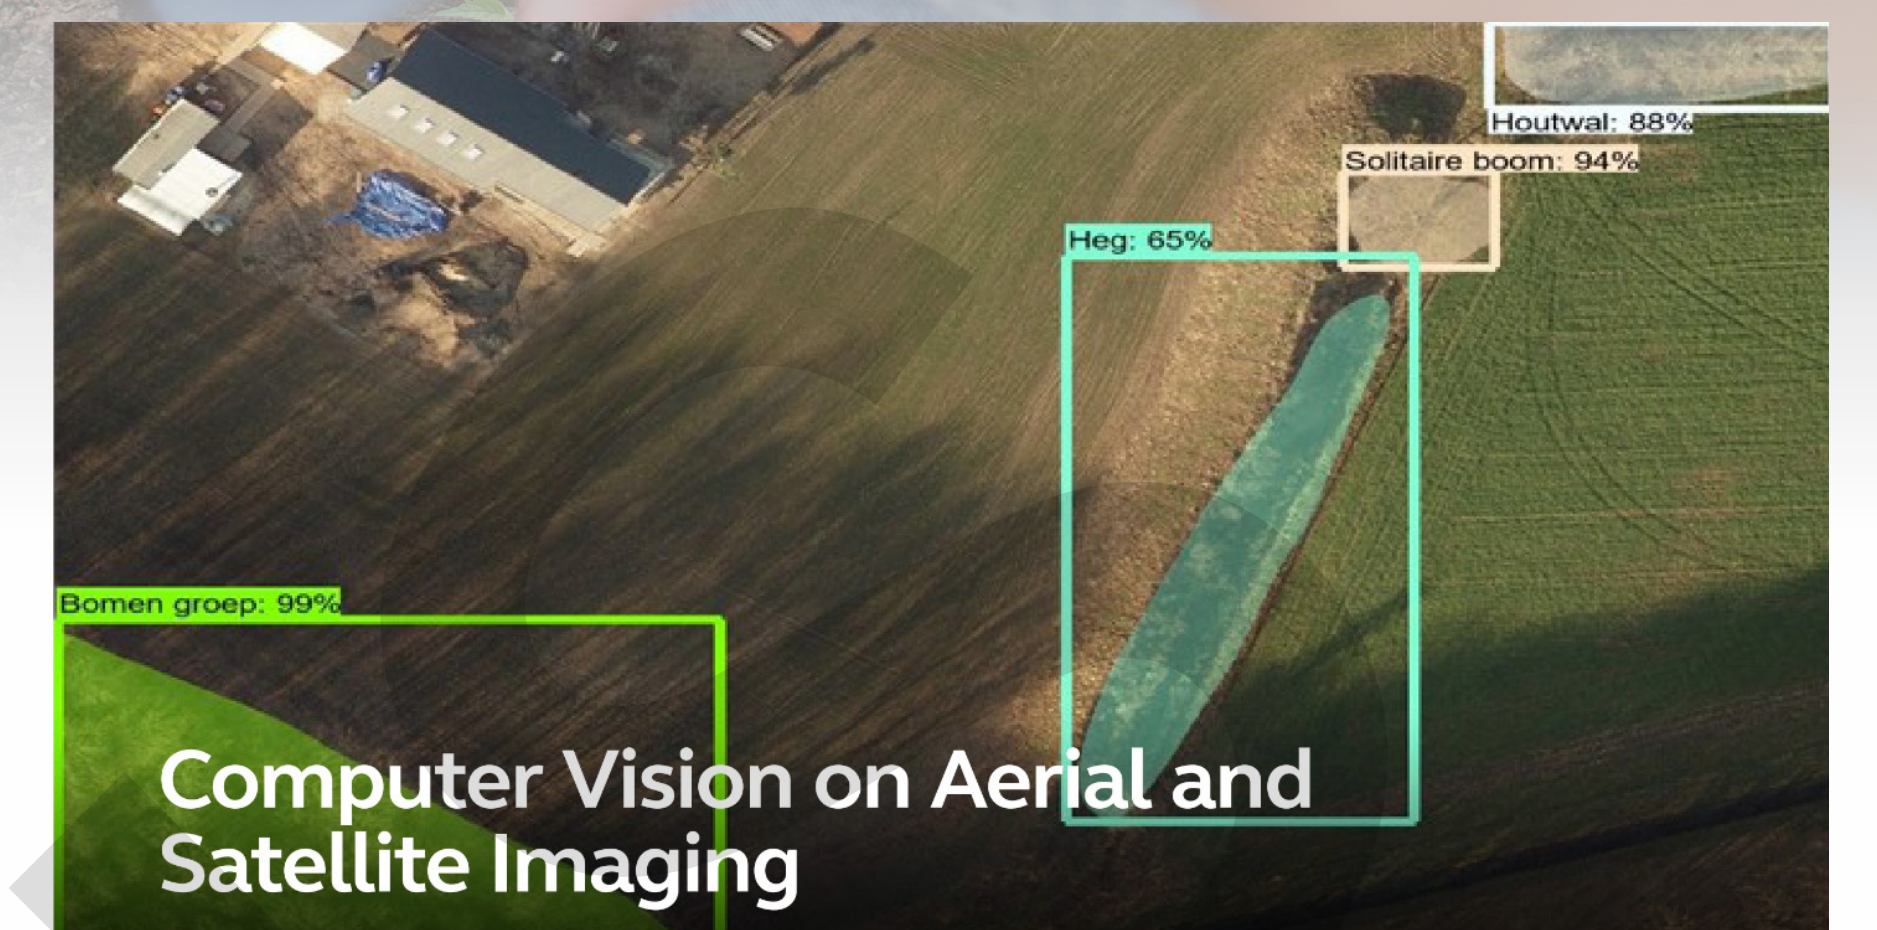 Houtwal: 88%
Solitaire boom: 94%
Heg: 65%
Bomen groep: 99%
Computer Vision on Aerial and
Satellite Imaging